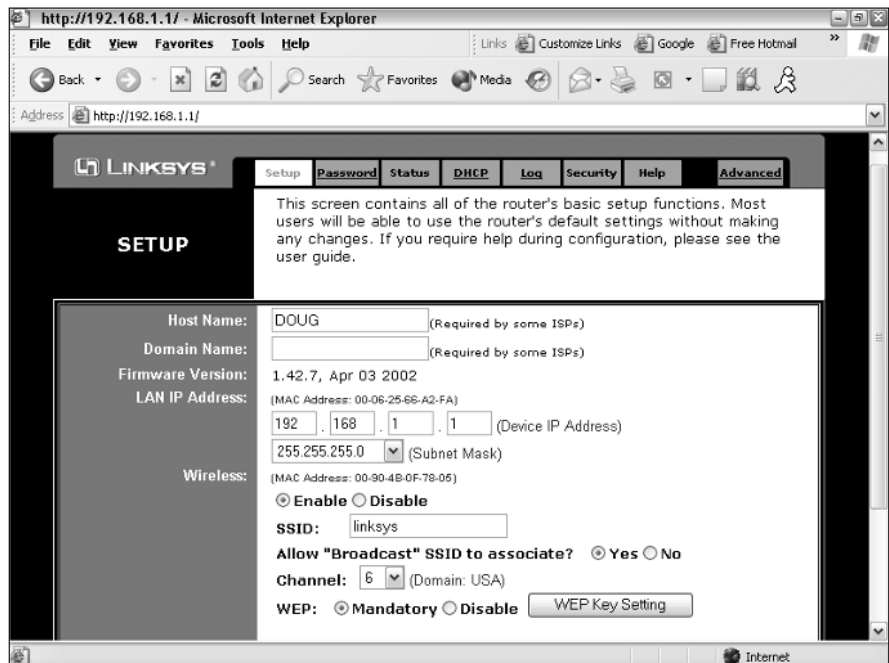 http://192.168.1.1/ - Microsoft Internet Explorer
File Edit View Favorites Tools Help Links Customize Links Google Free Hotmail »
Back Search Favorites Media
Address http://192.168.1.1/
LINKSYS®
Setup Password Status DHCP Log Security Help Advanced
SETUP
This screen contains all of the router's basic setup functions. Most
users will be able to use the router's default settings without making
any changes. If you require help during configuration, please see the
user guide.
Host Name: DOUG (Required by some ISPs)
Domain Name: (Required by some ISPs)
Firmware Version: 1.42.7, Apr 03 2002
LAN IP Address: (MAC Address: 00-06-25-66-A2-FA)
192 . 168 . 1 . 1 (Device IP Address)
255.255.255.0 (Subnet Mask)
Wireless: (MAC Address: 00-90-4B-0F-78-05)
Enable Disable
SSID: linksys
Allow "Broadcast" SSID to associate? Yes No
Channel: 6 (Domain: USA)
WEP: Mandatory Disable WEP Key Setting
Internet